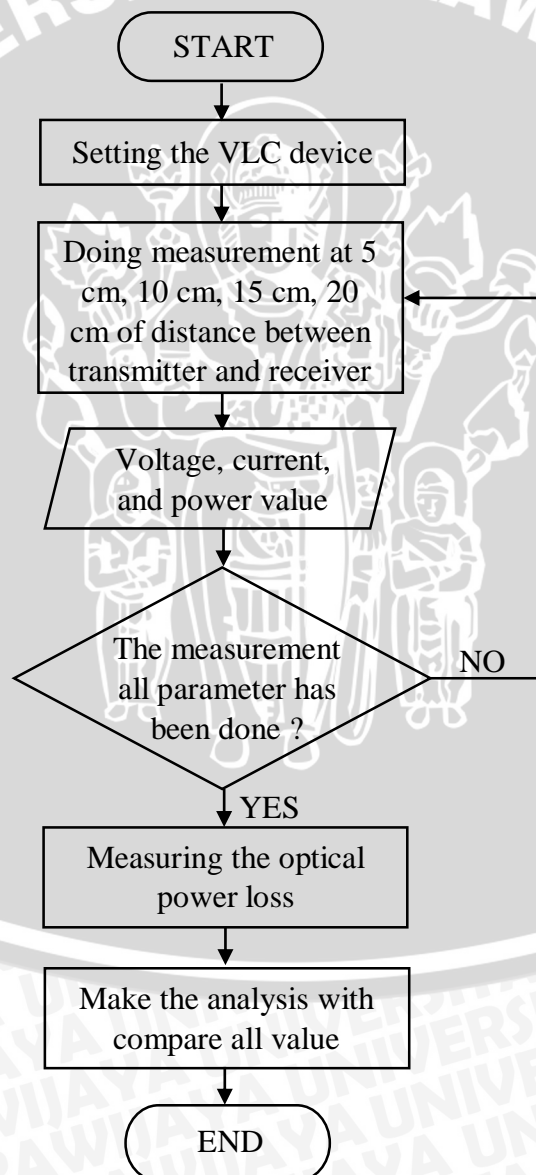 START
Setting the VLC device
Doing measurement at 5
cm, 10 cm, 15 cm, 20
cm of distance between
transmitter and receiver
Voltage, current,
and power value
The measurement
all parameter has
been done ?
NO
YES
Measuring the optical
power loss
Make the analysis with
compare all value
END